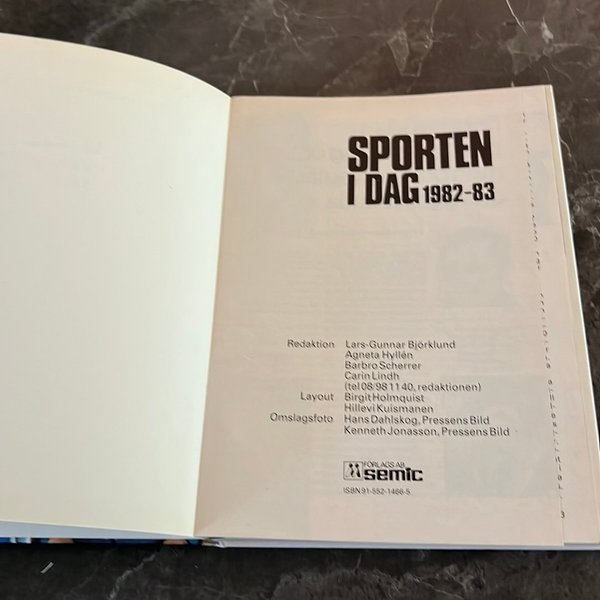 SPORTEN
I DAG 1982-83
Redaktion Lars-Gunnar Björklund
Agneta Hyllén
Barbro Scherrer
Carin Lindh
(tel 08/98 11 40, redaktionen)
Layout Birgit Holmquist
Hillevi Kuismanen
Omslagsfoto Hans Dahlskog, Pressens Bild
Kenneth Jonasson, Pressens Bild
FÖRLAGS AB
semic
ISBN 91-552-1466-5
3